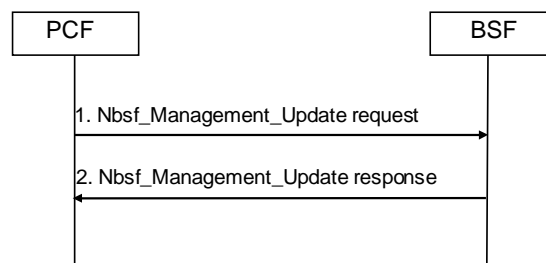 PCF
BSF
1. Nbsf_Management_Update request
2. Nbsf_Management_Update response